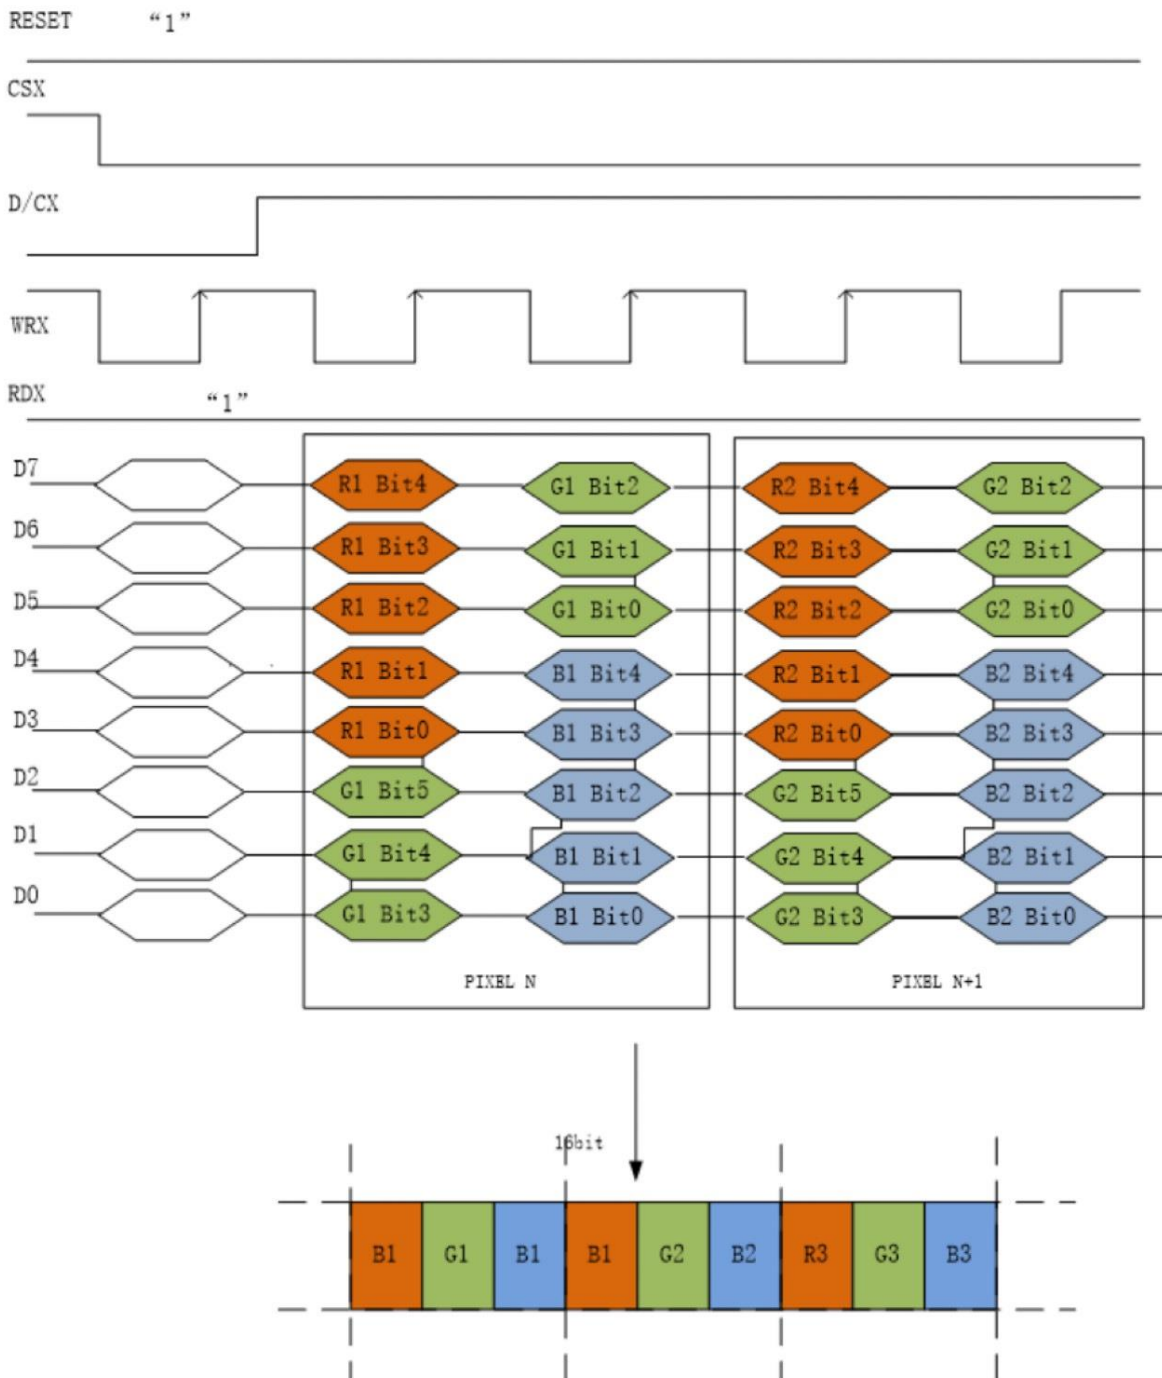 RESET “1”
CSX
D/CX
WRX
RDX “1”
D7 R1 Bit4 G1 Bit2 R2 Bit4 G2 Bit2
D6 R1 Bit3 G1 Bit1 R2 Bit3 G2 Bit1
D5 R1 Bit2 G1 Bit0 R2 Bit2 G2 Bit0
D4 R1 Bit1 B1 Bit4 R2 Bit1 B2 Bit4
D3 R1 Bit0 B1 Bit3 R2 Bit0 B2 Bit3
D2 G1 Bit5 B1 Bit2 G2 Bit5 B2 Bit2
D1 G1 Bit4 B1 Bit1 G2 Bit4 B2 Bit1
D0 G1 Bit3 B1 Bit0 G2 Bit3 B2 Bit0
PIXEL N PIXEL N+1
16bit
B1 G1 B1 B1 G2 B2 R3 G3 B3